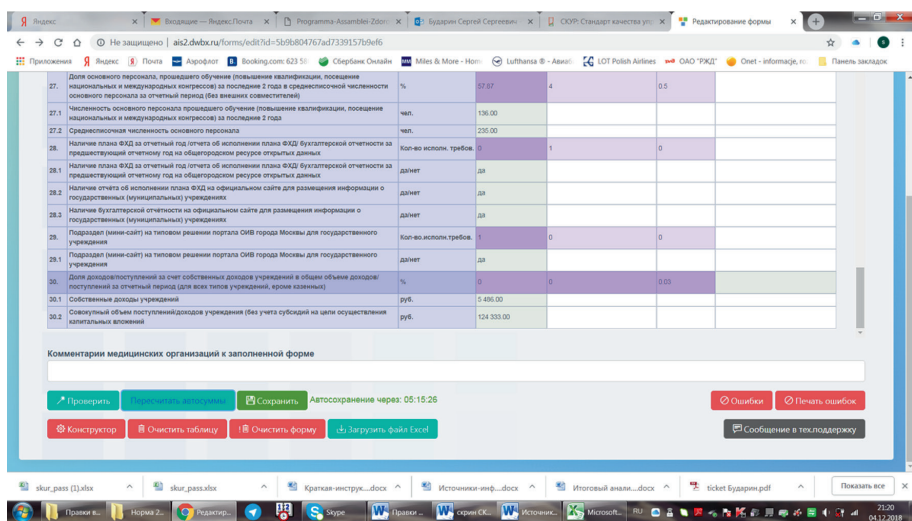 Яндекс
Входящие — Яндекс.Почта
Programma-Assamblei-Zdoro
Бударин Сергей Сергеевич
СКУР: Стандарт качества упр
Редактирование формы
Не защищено | ais2.dwbx.ru/forms/edit?id=5b9b804767ad7339157b9ef6
Приложения Яндекс Почта Аэрофлот Booking.com: 623 58 Сбербанк Онлайн Miles & More - Hom Lufthansa ® - Авиаб LOT Polish Airlines ОАО "РЖД" Onet - informacje, ro Панель закладок
27. Доля основного персонала, прошедшего обучение (повышение квалификации, посещение
национальных и международных конгрессов) за последние 2 года в среднесписочной численности % 57.87 4 0.5
основного персонала за отчетный период (без внешних совместителей)
27.1 Численность основного персонала прошедшего обучение (повышение квалификации, посещение
национальных и международных конгрессов) за последние 2 года чел. 136.00
27.2 Среднесписочная численность основного персонала чел. 235.00
28. Наличие плана ФХД за отчетный год /отчета об исполнении плана ФХД/ бухгалтерской отчетности за
предшествующий отчетному год на общегородском ресурсе открытых данных Кол-во исполн. требов. 0 1 0
28.1 Наличие плана ФХД за отчетный год /отчета об исполнении плана ФХД/ бухгалтерской отчетности за
предшествующий отчетному год на общегородском ресурсе открытых данных да/нет да
28.2 Наличие отчёта об исполнении плана ФХД на официальном сайте для размещения информации о
государственных (муниципальных) учреждениях да/нет да
28.3 Наличие бухгалтерской отчетности на официальном сайте для размещения информации о
государственных (муниципальных) учреждениях да/нет да
29. Подраздел (мини-сайт) на типовом решении портала ОИВ города Москвы для государственного
учреждения Кол-во.исполн.требов. 1 0 0
29.1 Подраздел (мини-сайт) на типовом решении портала ОИВ города Москвы для государственного
учреждения да/нет да
30. Доля доходов/поступлений за счет собственных доходов учреждений в общем объеме доходов/
поступлений за отчетный период (для всех типов учреждений, кроме казенных) % 0 0 0.03
30.1 Собственные доходы учреждений руб. 5 486.00
30.2 Совокупный объем поступлений/доходов учреждения (без учета субсидий на цели осуществления
капитальных вложений руб. 124 333.00
Комментарии медицинских организаций к заполненной форме
Проверить Пересчитать автосуммы Сохранить Автосохранение через: 05:15:26 Ошибки Печать ошибок
Конструктор Очистить таблицу Очистить форму Загрузить файл Excel Сообщение в тех.поддержку
skur_pass (1).xlsx skur_pass.xlsx Краткая-инструк....docx Источники-инф....docx Итоговый анали....docx ticket Бударин.pdf Показать все
Правки в... Норма 2... Редактир... Skype Правки ... скрин СК... Источник... Microsoft... RU 21:20
04.12.2018